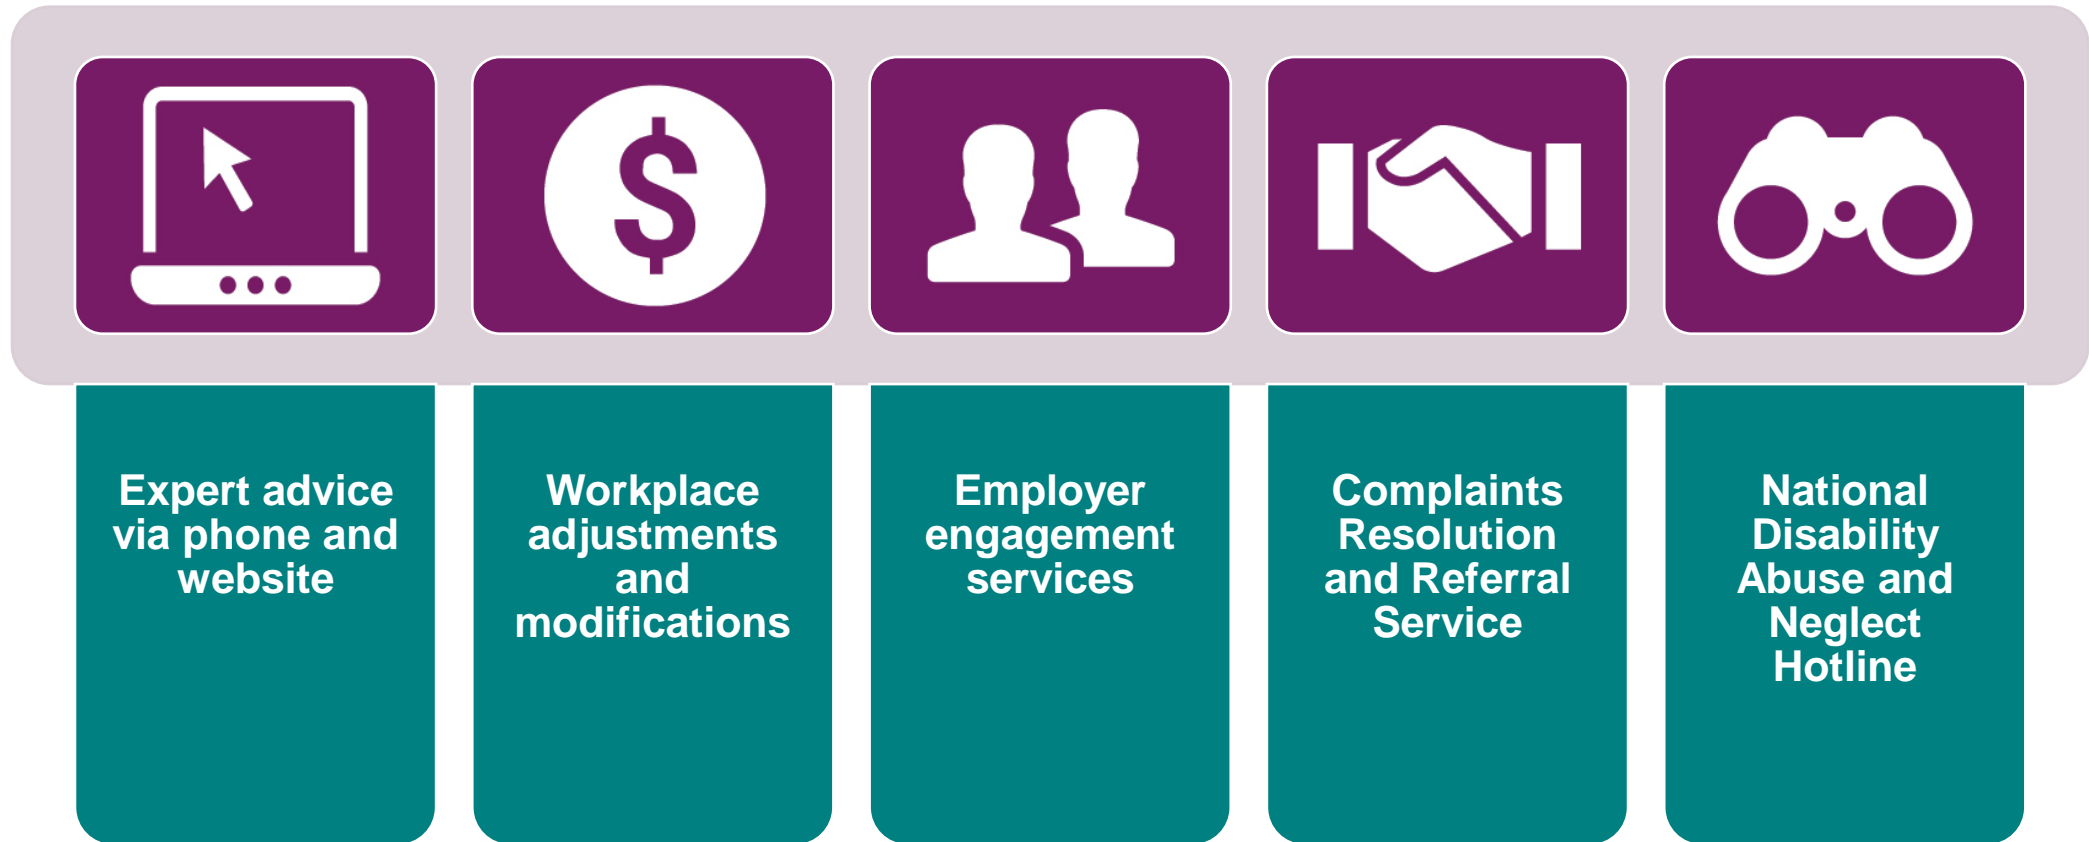 Expert advice
via phone and
website
Workplace
adjustments
and
modifications
Employer
engagement
services
Complaints
Resolution
and Referral
Service
National
Disability
Abuse and
Neglect
Hotline